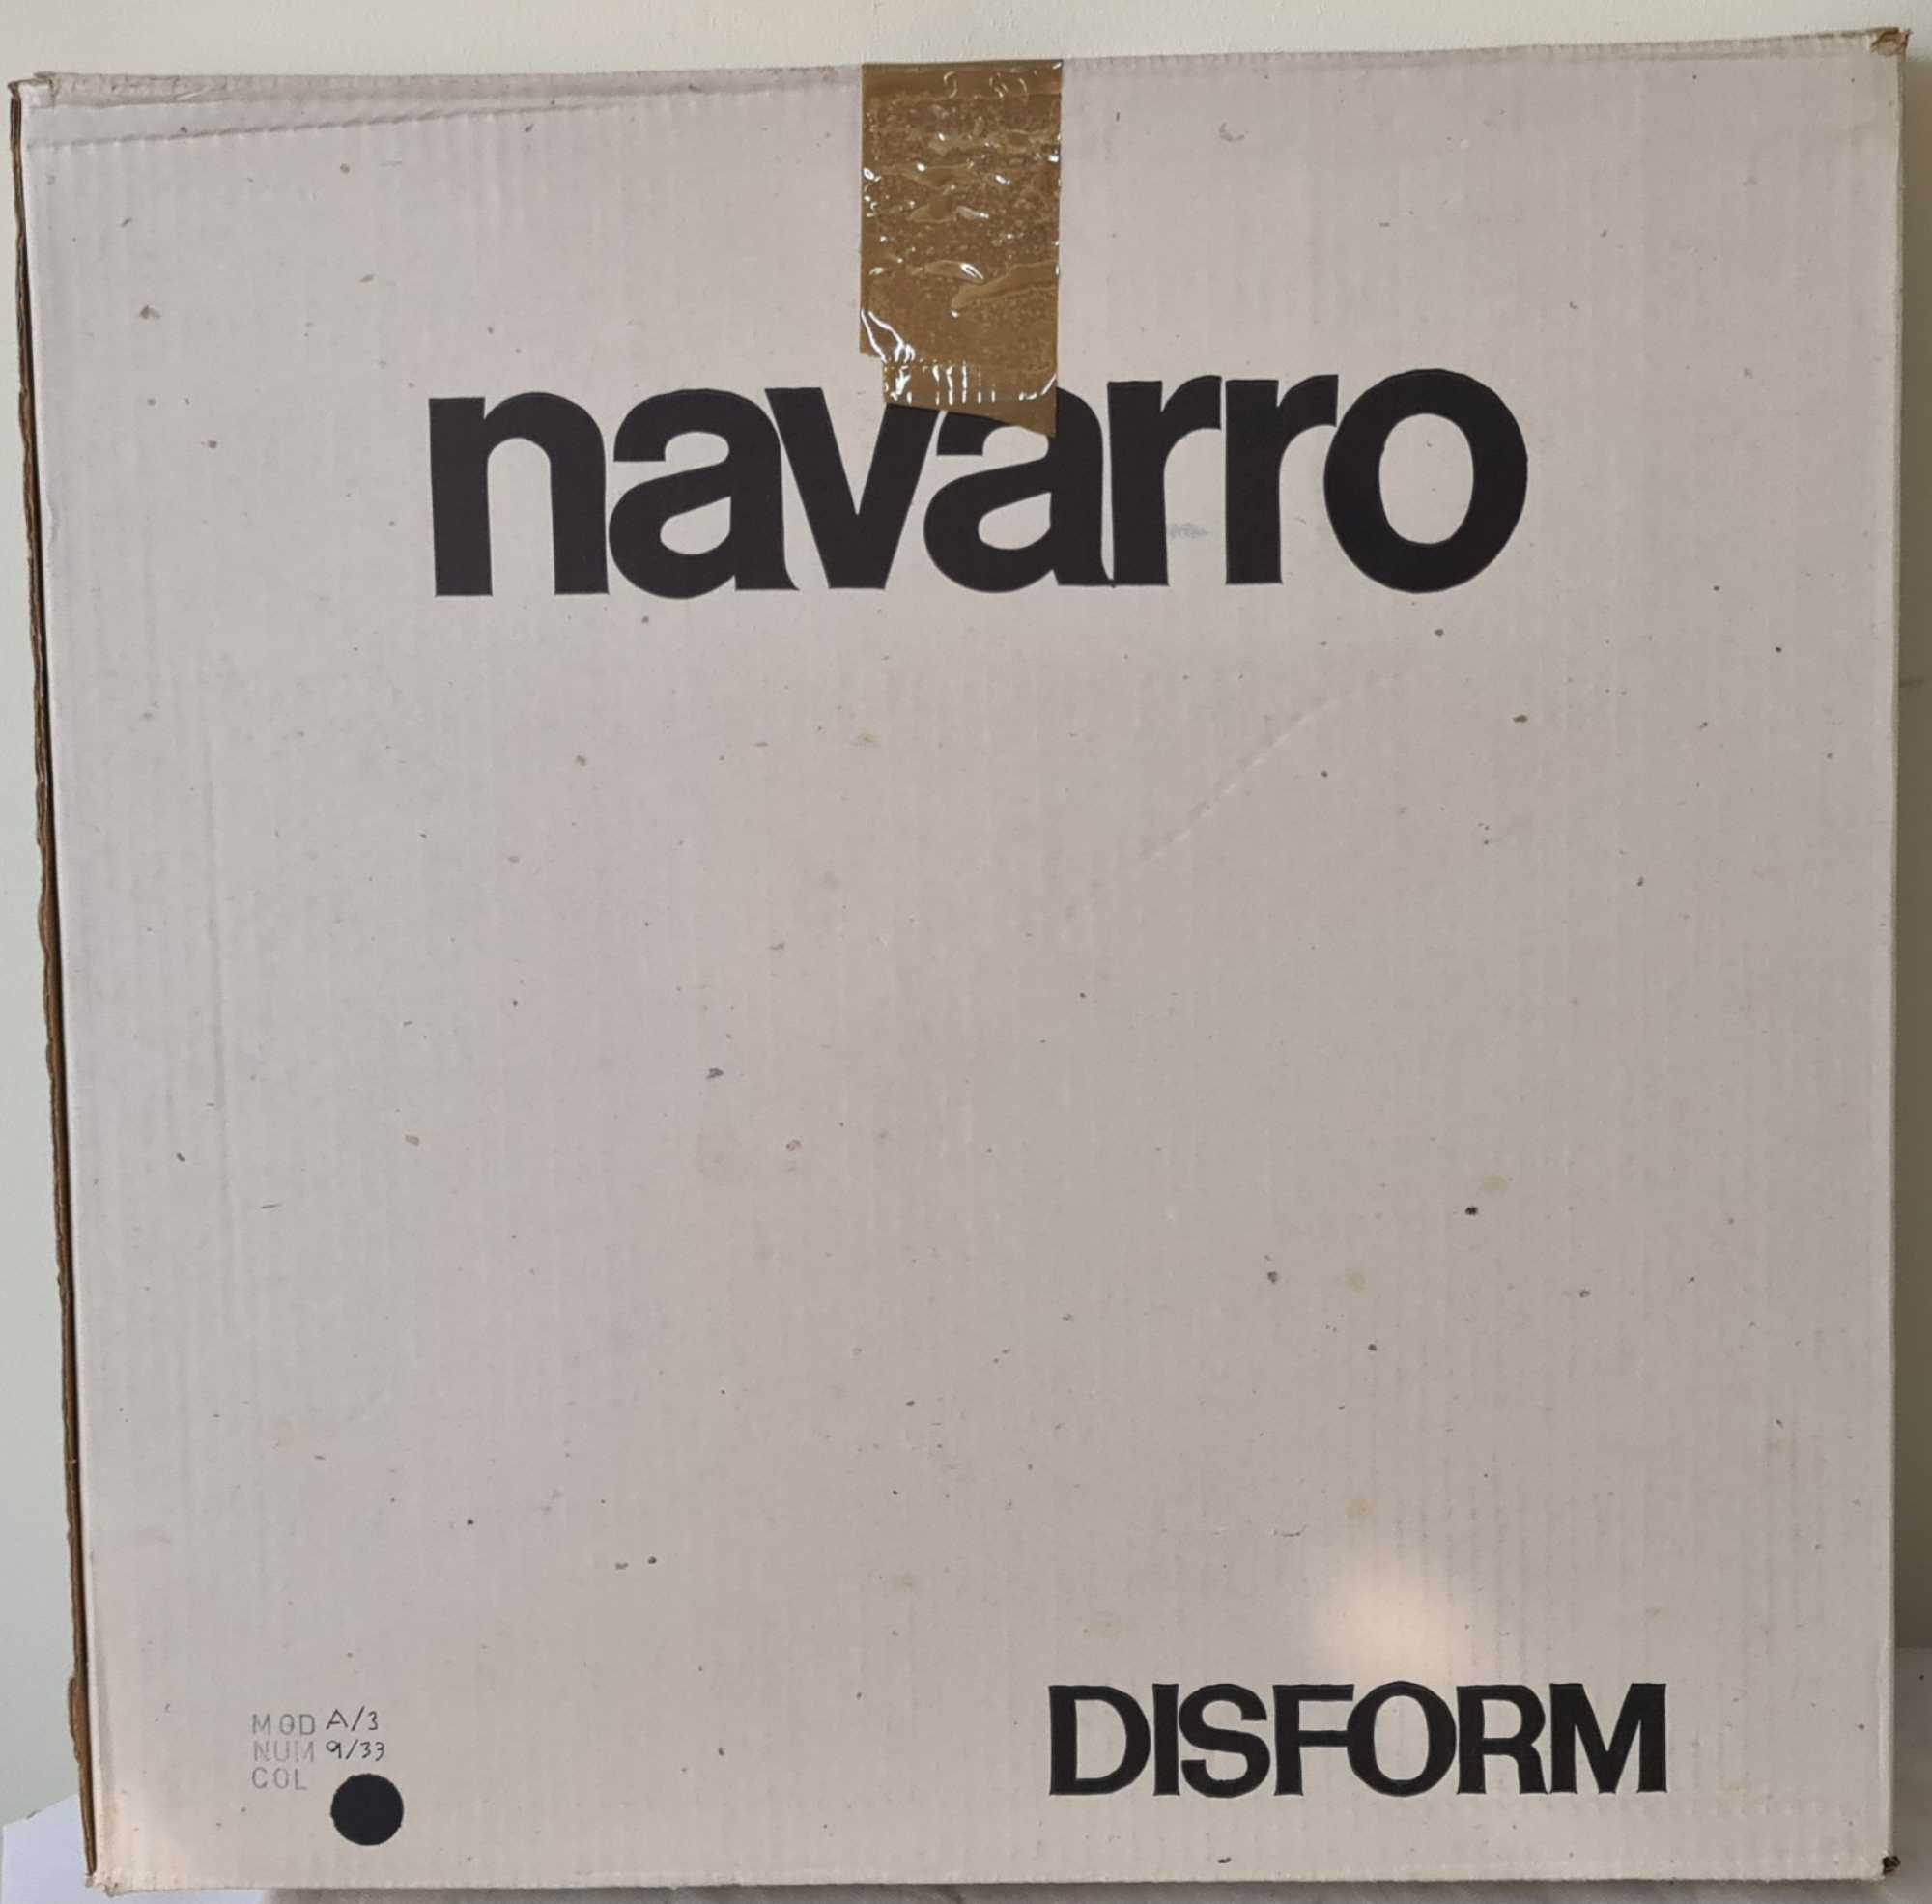 navarro
MOD A/3
NUM 9/33
COL
DISFORM